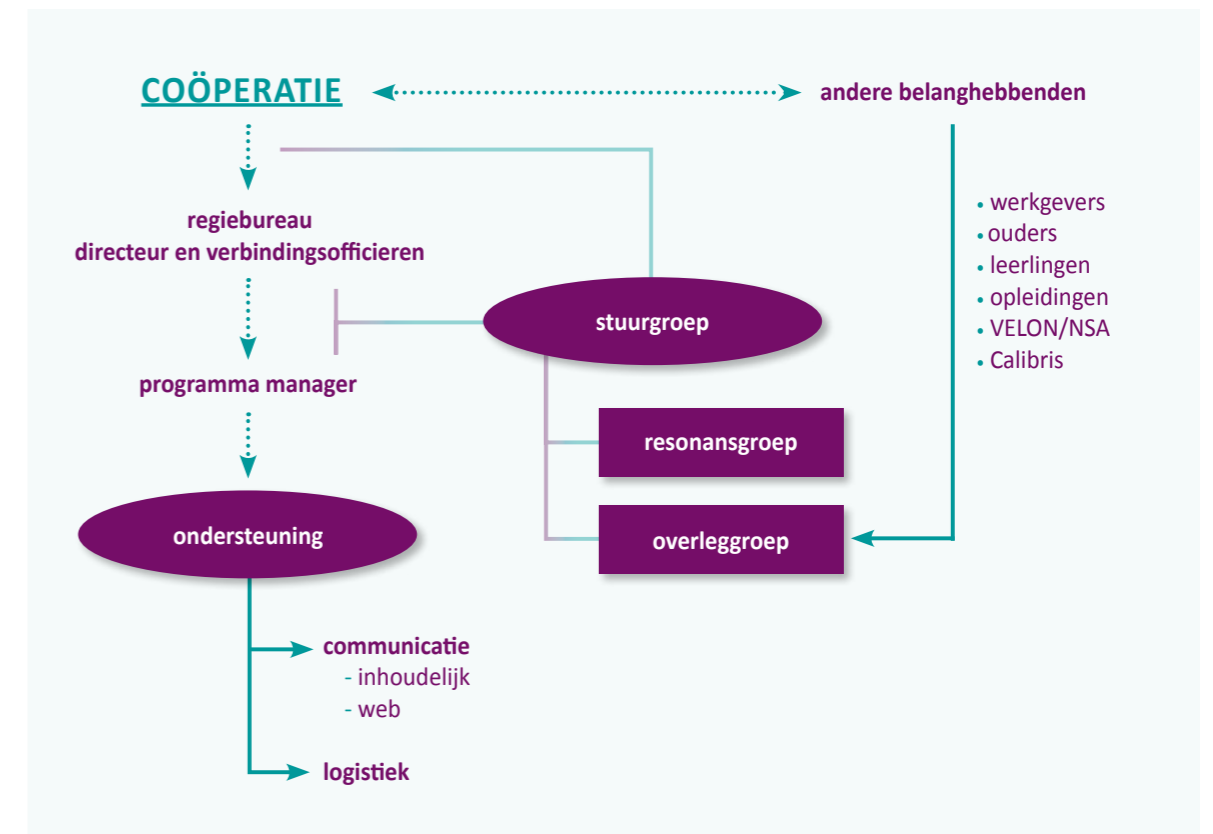 COÖPERATIE
andere belanghebbenden
• werkgevers
• ouders
• leerlingen
• opleidingen
• VELON/NSA
• Calibris
regiebureau
directeur en verbindingsofficieren
stuurgroep
programma manager
resonansgroep
ondersteuning
overleggroep
communicatie
- inhoudelijk
- web
logistiek